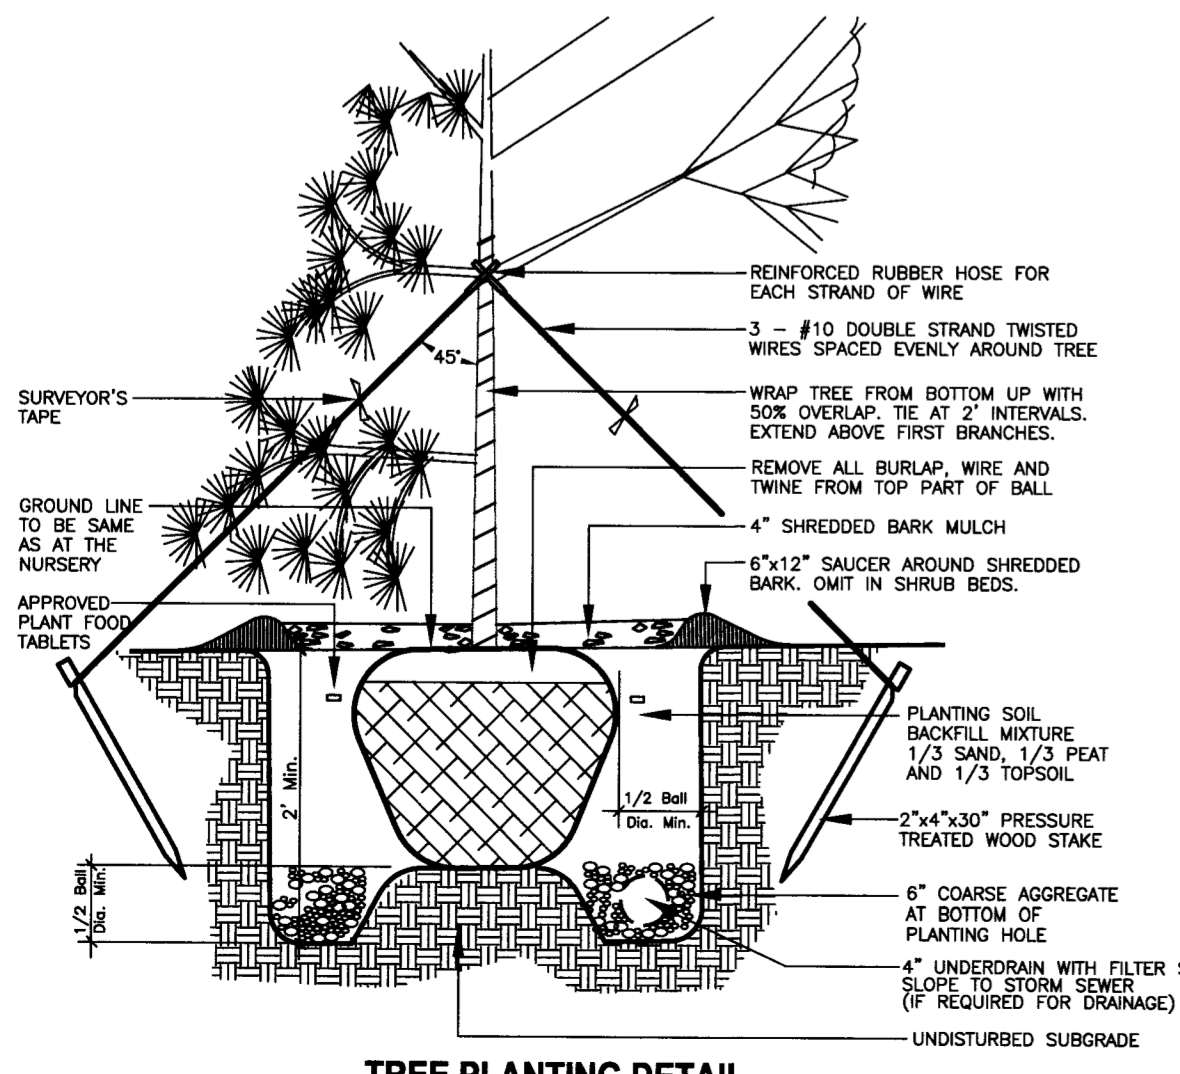 REINFORCED RUBBER HOSE FOR
EACH STRAND OF WIRE
3 - #10 DOUBLE STRAND TWISTED
WIRES SPACED EVENLY AROUND TREE
45°
SURVEYOR'S
TAPE
WRAP TREE FROM BOTTOM UP WITH
50% OVERLAP. TIE AT 2' INTERVALS.
EXTEND ABOVE FIRST BRANCHES.
REMOVE ALL BURLAP, WIRE AND
TWINE FROM TOP PART OF BALL
GROUND LINE
TO BE SAME
AS AT THE
NURSERY
4" SHREDDED BARK MULCH
6"x12" SAUCER AROUND SHREDDED
BARK. OMIT IN SHRUB BEDS.
APPROVED
PLANT FOOD
TABLETS
PLANTING SOIL
BACKFILL MIXTURE
1/3 SAND, 1/3 PEAT
AND 1/3 TOPSOIL
2' Min.
1/2 Ball
Dia. Min.
2"x4"x30" PRESSURE
TREATED WOOD STAKE
1/2 Ball
Dia. Min.
6" COARSE AGGREGATE
AT BOTTOM OF
PLANTING HOLE
4" UNDERDRAIN WITH FILTER
SLOPE TO STORM SEWER
(IF REQUIRED FOR DRAINAGE)
UNDISTURBED SUBGRADE
TREE PLANTING DETAIL